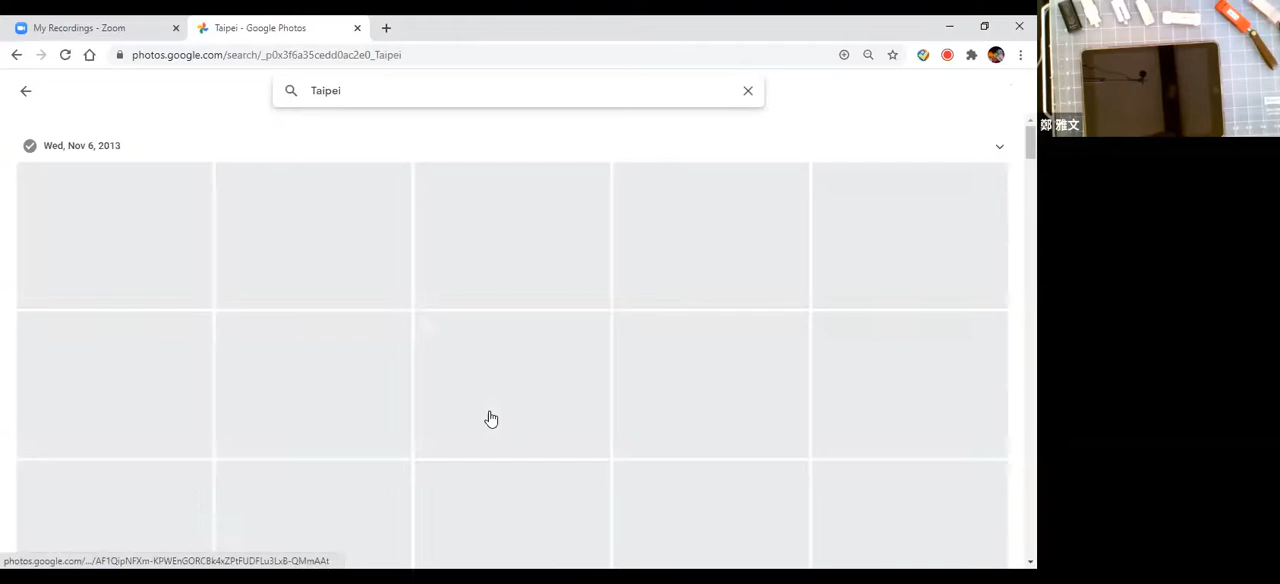 My Recordings - Zoom
Taipei - Google Photos
photos.google.com/search/_p0x3f6a35cedd0ac2e0_Taipei
Taipei
Wed, Nov 6, 2013
鄭 雅文
photos.google.com/.../AF1QipNFXm-KPWEnGORCBk4xZPtFUDFLu3LxB-QMmAAt